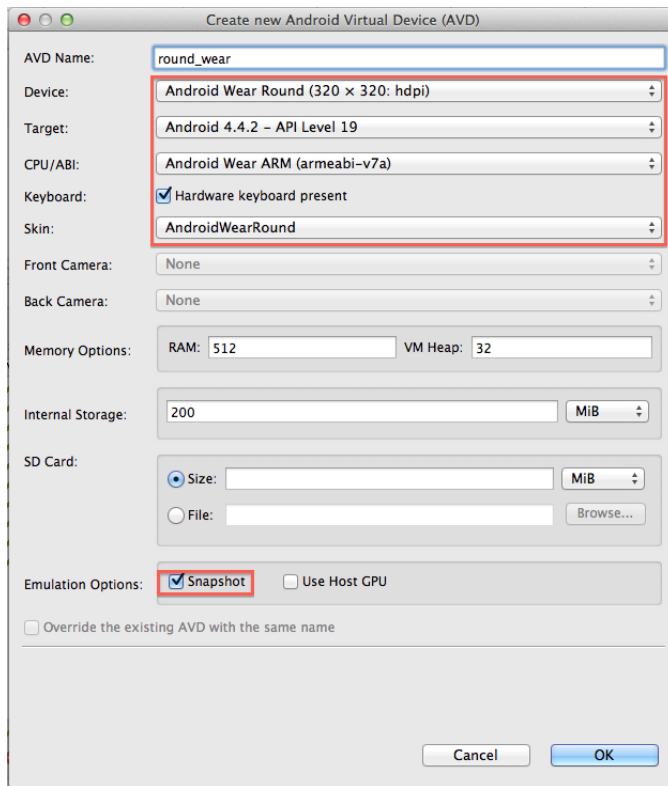 Create new Android Virtual Device (AVD)
AVD Name: round_wear
Device: Android Wear Round (320 × 320: hdpi)
Target: Android 4.4.2 – API Level 19
CPU/ABI: Android Wear ARM (armeabi-v7a)
Keyboard: Hardware keyboard present
Skin: AndroidWearRound
Front Camera: None
Back Camera: None
Memory Options: RAM: 512 VM Heap: 32
Internal Storage: 200 MiB
SD Card:
Size: MiB
File: Browse...
Emulation Options: Snapshot Use Host GPU
Override the existing AVD with the same name
Cancel OK